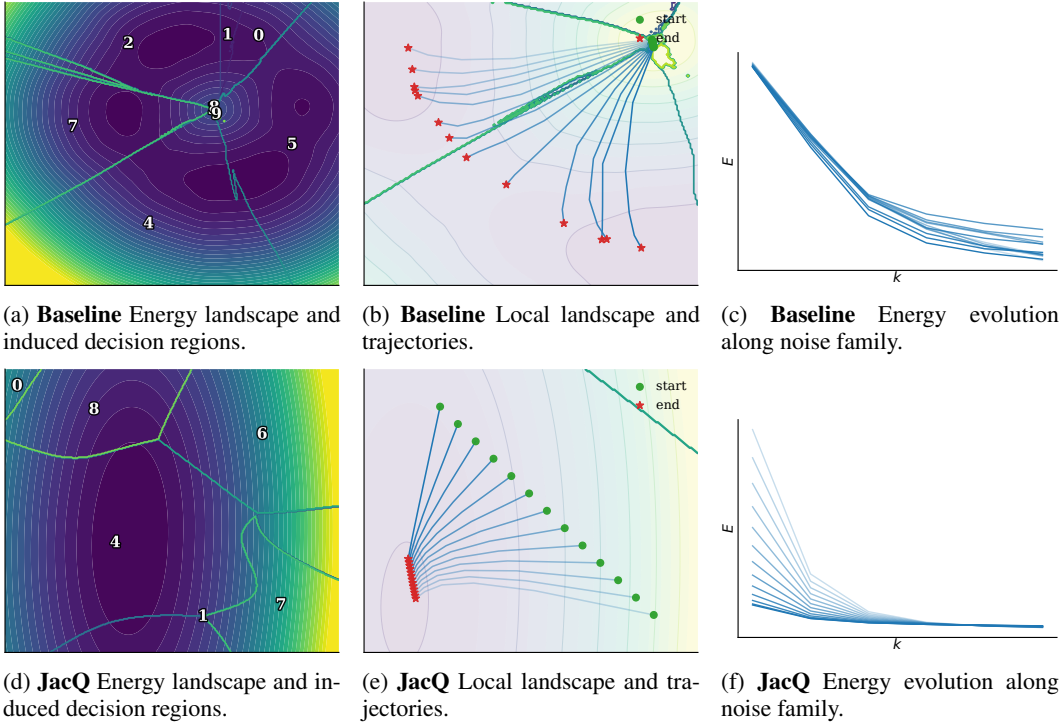 2
1
0
8
9
7
5
4
start
end
E
k
(a) Baseline Energy landscape and
induced decision regions.
(b) Baseline Local landscape and
trajectories.
(c) Baseline Energy evolution
along noise family.
0
8
6
4
1
7
start
end
E
k
(d) JacQ Energy landscape and in-
duced decision regions.
(e) JacQ Local landscape and tra-
jectories.
(f) JacQ Energy evolution along
noise family.